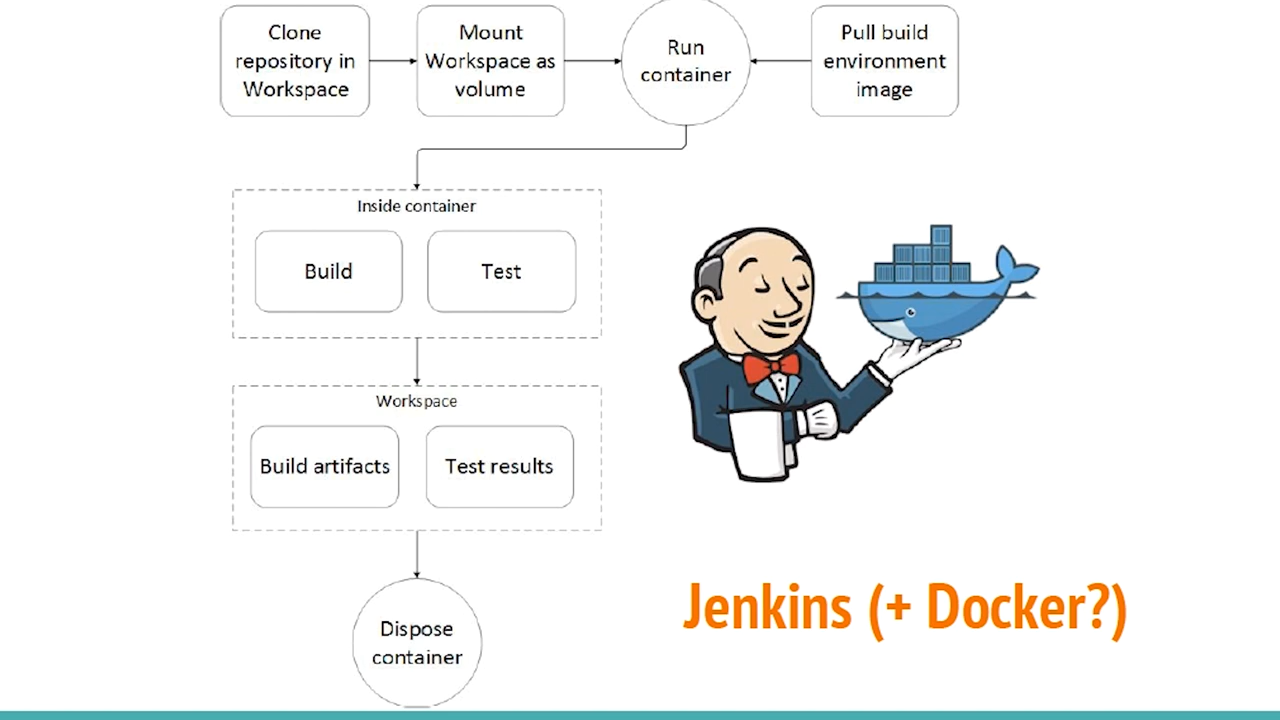 Clone
repository in
Workspace
Mount
Workspace as
volume
Run
container
Pull build
environment
image
Inside container
Build
Test
Workspace
Build artifacts
Test results
Dispose
container
Jenkins (+ Docker?)